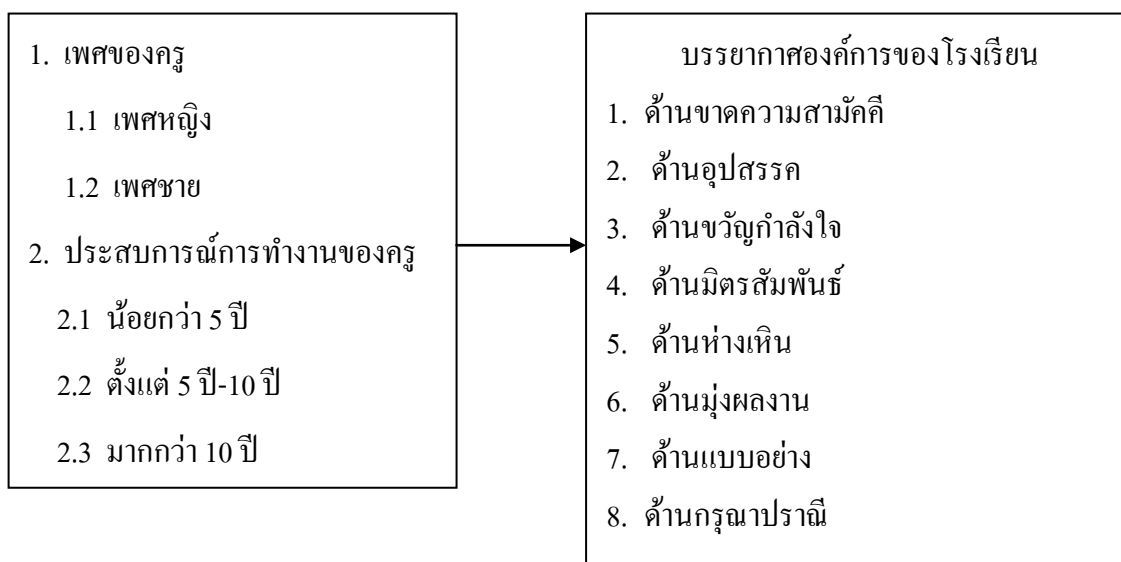 1. เพศของครู
1.1 เพศหญิง
1.2 เพศชาย
2. ประสบการณ์การทำงานของครู
2.1 น้อยกว่า 5 ปี
2.2 ตั้งแต่ 5 ปี-10 ปี
2.3 มากกว่า 10 ปี
บรรยากาศองค์การของโรงเรียน
1. ด้านขาดความสามัคคี
2. ด้านอุปสรรค
3. ด้านขวัญกำลังใจ
4. ด้านมิตรสัมพันธ์
5. ด้านห่างเหิน
6. ด้านมุ่งผลงาน
7. ด้านแบบอย่าง
8. ด้านกรุณาปราณี